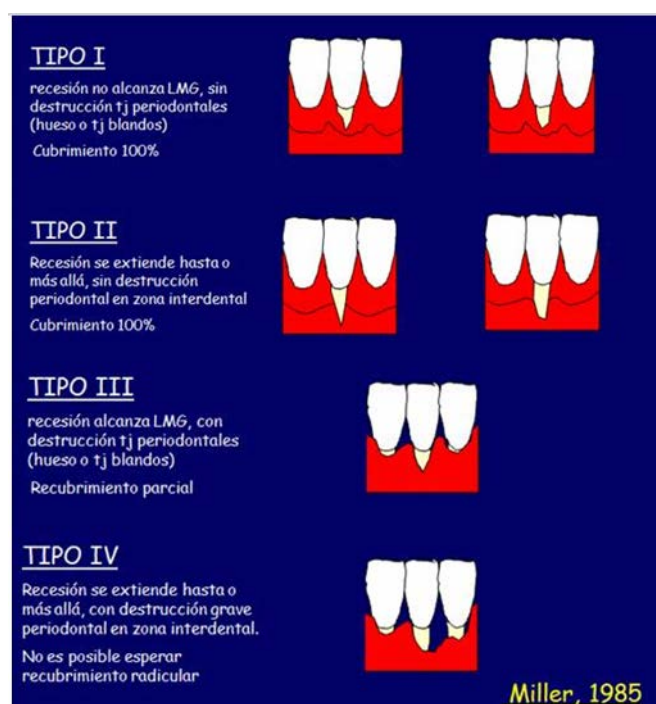 TIPO I
recesión no alcanza LMG, sin
destrucción tj periodontales
(hueso o tj blandos)
Cubrimiento 100%
TIPO II
Recesión se extiende hasta o
más allá, sin destrucción
periodontal en zona interdental
Cubrimiento 100%
TIPO III
recesión alcanza LMG, con
destrucción tj periodontales
(hueso o tj blandos)
Recubrimiento parcial
TIPO IV
Recesión se extiende hasta o
más allá, con destrucción grave
periodontal en zona interdental.
No es posible esperar
recubrimiento radicular
Miller, 1985